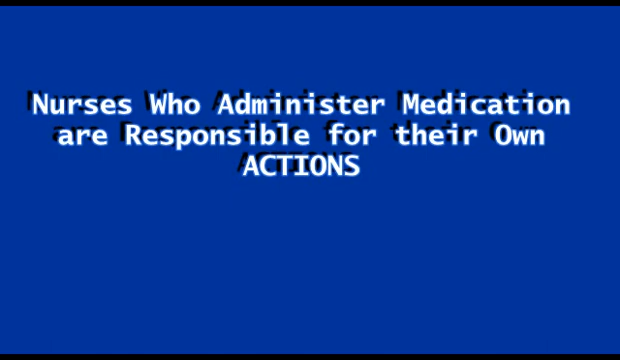 Nurses Who Administer Medication
are Responsible for their Own
ACTIONS